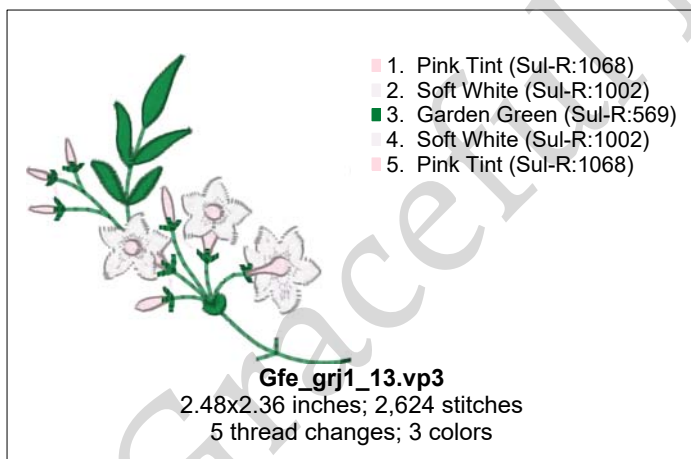 1. Pink Tint (Sul-R:1068)
2. Soft White (Sul-R:1002)
3. Garden Green (Sul-R:569)
4. Soft White (Sul-R:1002)
5. Pink Tint (Sul-R:1068)
Gfe_grj1_13.vp3
2.48x2.36 inches; 2,624 stitches
5 thread changes; 3 colors
Graceful